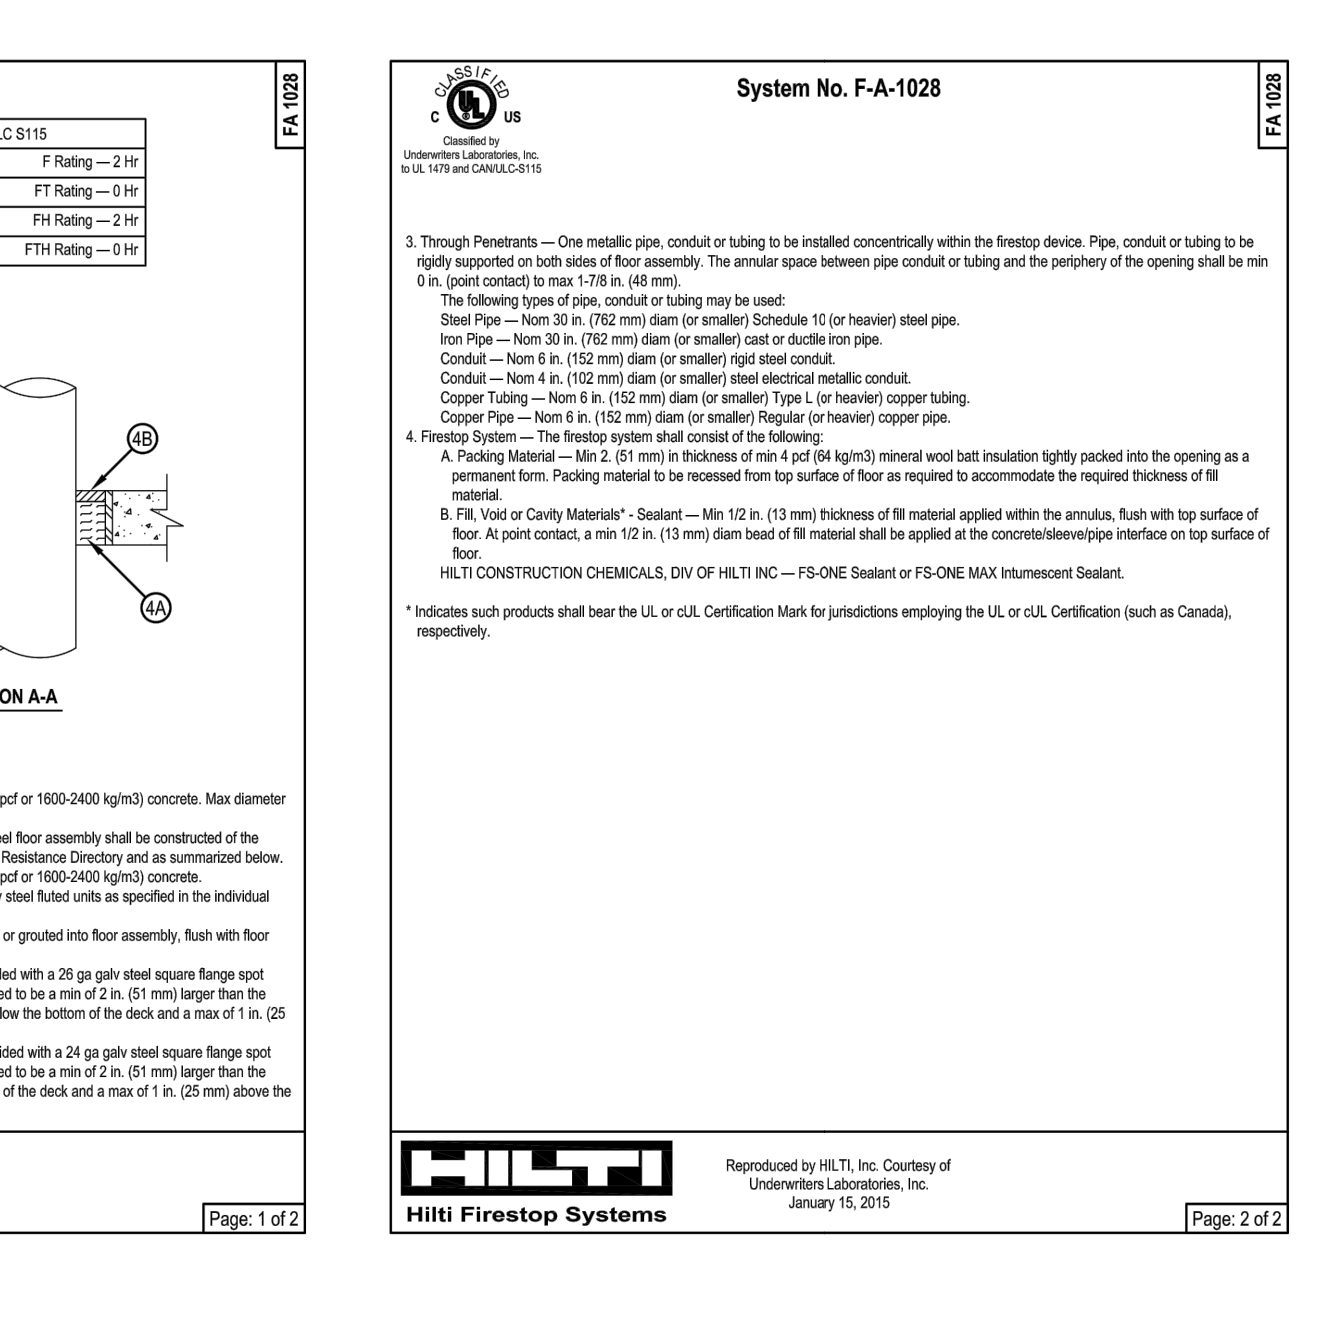 FA 1028
LC S115
F Rating — 2 Hr
FT Rating — 0 Hr
FH Rating — 2 Hr
FTH Rating — 0 Hr
4B
4A
ON A-A
pcf or 1600-2400 kg/m3) concrete. Max diameter
eel floor assembly shall be constructed of the
Resistance Directory and as summarized below.
pcf or 1600-2400 kg/m3) concrete.
y steel fluted units as specified in the individual
or grouted into floor assembly, flush with floor
ded with a 26 ga galv steel square flange spot
ed to be a min of 2 in. (51 mm) larger than the
low the bottom of the deck and a max of 1 in. (25
ided with a 24 ga galv steel square flange spot
ed to be a min of 2 in. (51 mm) larger than the
of the deck and a max of 1 in. (25 mm) above the
Page: 1 of 2
CLASSIFIED
UL
®
C US
Classified by
Underwriters Laboratories, Inc.
to UL 1479 and CAN/ULC-S115
System No. F-A-1028
FA 1028
3. Through Penetrants — One metallic pipe, conduit or tubing to be installed concentrically within the firestop device. Pipe, conduit or tubing to be
rigidly supported on both sides of floor assembly. The annular space between pipe conduit or tubing and the periphery of the opening shall be min
0 in. (point contact) to max 1-7/8 in. (48 mm).
The following types of pipe, conduit or tubing may be used:
Steel Pipe — Nom 30 in. (762 mm) diam (or smaller) Schedule 10 (or heavier) steel pipe.
Iron Pipe — Nom 30 in. (762 mm) diam (or smaller) cast or ductile iron pipe.
Conduit — Nom 6 in. (152 mm) diam (or smaller) rigid steel conduit.
Conduit — Nom 4 in. (102 mm) diam (or smaller) steel electrical metallic conduit.
Copper Tubing — Nom 6 in. (152 mm) diam (or smaller) Type L (or heavier) copper tubing.
Copper Pipe — Nom 6 in. (152 mm) diam (or smaller) Regular (or heavier) copper pipe.
4. Firestop System — The firestop system shall consist of the following:
A. Packing Material — Min 2. (51 mm) in thickness of min 4 pcf (64 kg/m3) mineral wool batt insulation tightly packed into the opening as a
permanent form. Packing material to be recessed from top surface of floor as required to accommodate the required thickness of fill
material.
B. Fill, Void or Cavity Materials* - Sealant — Min 1/2 in. (13 mm) thickness of fill material applied within the annulus, flush with top surface of
floor. At point contact, a min 1/2 in. (13 mm) diam bead of fill material shall be applied at the concrete/sleeve/pipe interface on top surface of
floor.
HILTI CONSTRUCTION CHEMICALS, DIV OF HILTI INC — FS-ONE Sealant or FS-ONE MAX Intumescent Sealant.
* Indicates such products shall bear the UL or cUL Certification Mark for jurisdictions employing the UL or cUL Certification (such as Canada),
respectively.
HILTI
Hilti Firestop Systems
Reproduced by HILTI, Inc. Courtesy of
Underwriters Laboratories, Inc.
January 15, 2015
Page: 2 of 2